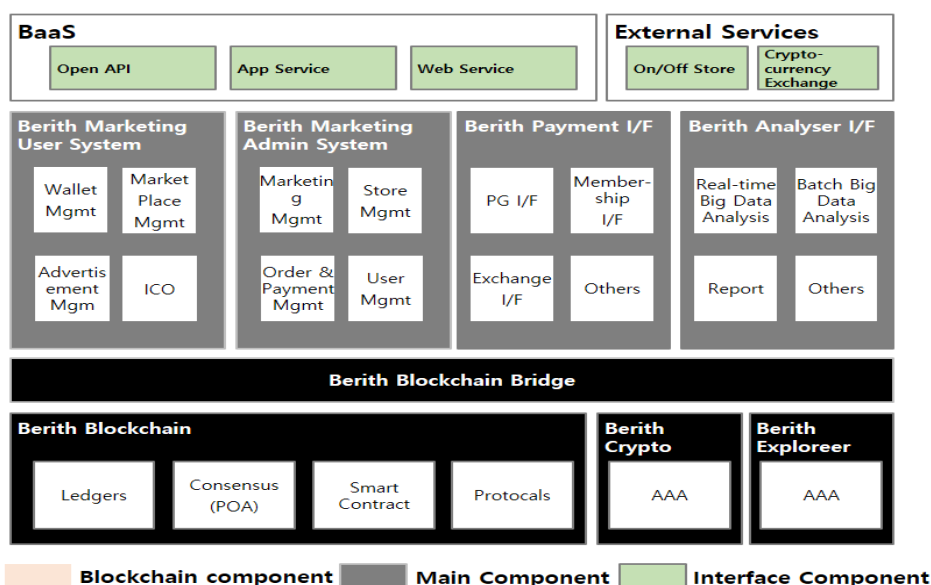 BaaS
Open API
App Service
Web Service
External Services
On/Off Store
Crypto-
currency
Exchange
Berith Marketing
User System
Wallet
Mgmt
Market
Place
Mgmt
Advertis
ement
Mgm
ICO
Berith Marketing
Admin System
Marketin
g
Mgmt
Store
Mgmt
Order &
Payment
Mgmt
User
Mgmt
Berith Payment I/F
PG I/F
Member-
ship
I/F
Exchange
I/F
Others
Berith Analyser I/F
Real-time
Big Data
Analysis
Batch Big
Data
Analysis
Report
Others
Berith Blockchain Bridge
Berith Blockchain
Ledgers
Consensus
(POA)
Smart
Contract
Protocals
Berith
Crypto
AAA
Berith
Exploreer
AAA
Blockchain component
Main Component
Interface Component